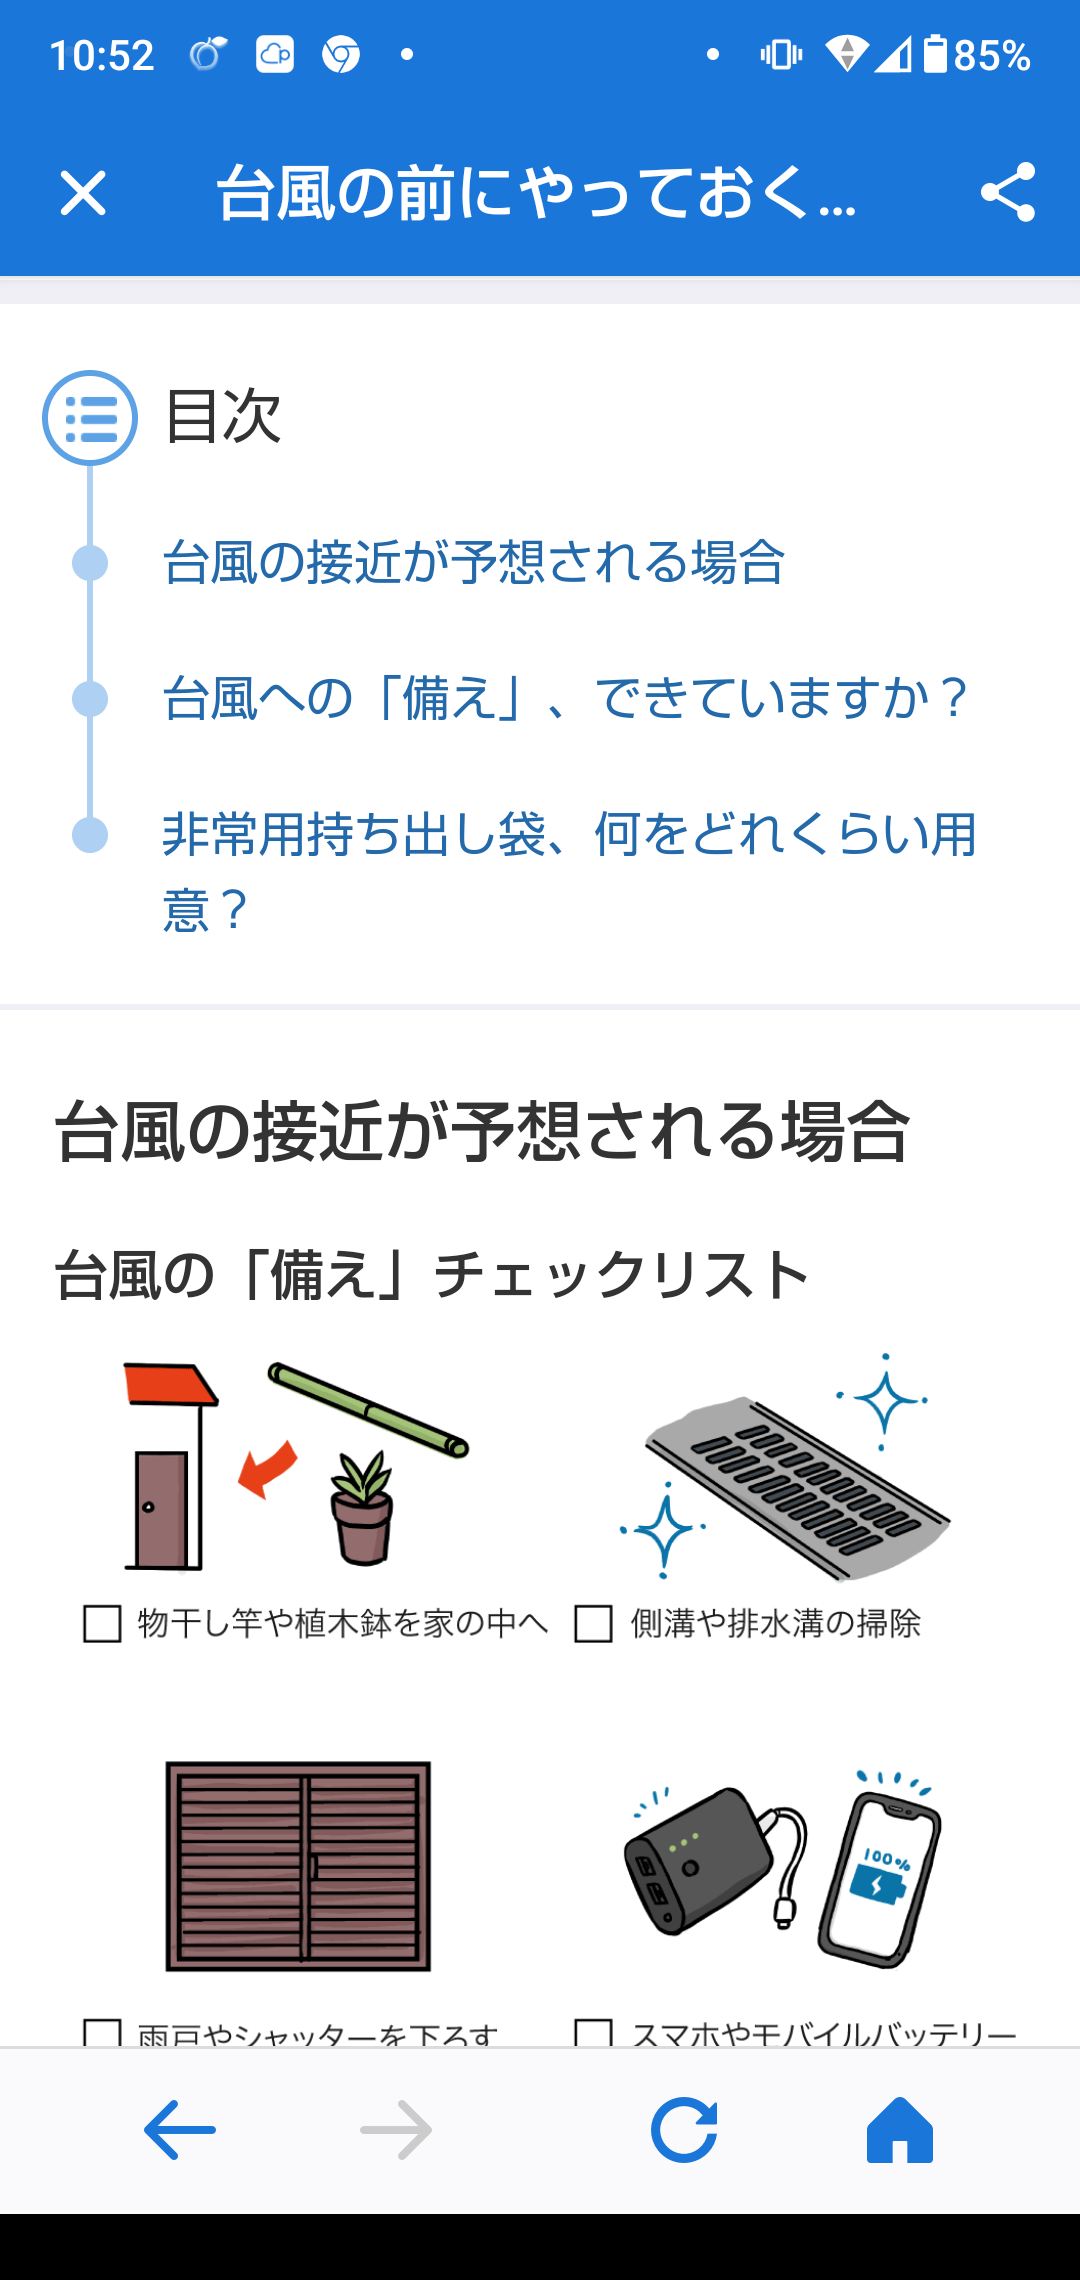 10:52
85%
台風の前にやっておく...
目次
台風の接近が予想される場合
台風への「備え」、できていますか？
非常用持ち出し袋、何をどれくらい用
意？
台風の接近が予想される場合
台風の「備え」チェックリスト
物干し竿や植木鉢を家の中へ
側溝や排水溝の掃除
100%
雨戸やシャッターを下ろす
スマホやモバイルバッテリー